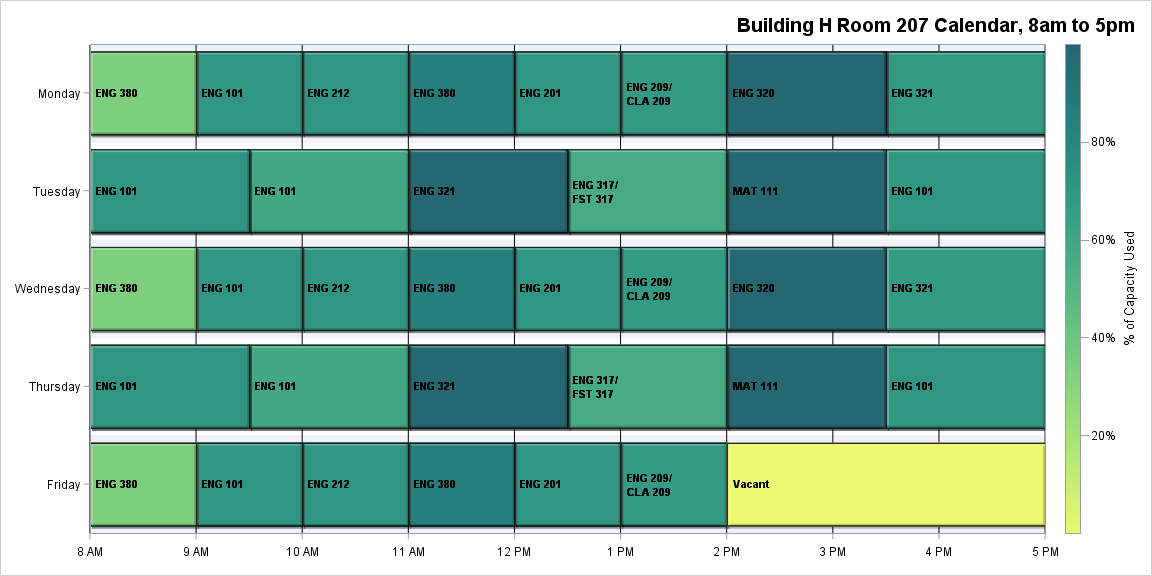 Building H Room 207 Calendar, 8am to 5pm
Monday
ENG 380
ENG 101
ENG 212
ENG 380
ENG 201
ENG 209/
CLA 209
ENG 320
ENG 321
Tuesday
ENG 101
ENG 101
ENG 321
ENG 317/
FST 317
MAT 111
ENG 101
Wednesday
ENG 380
ENG 101
ENG 212
ENG 380
ENG 201
ENG 209/
CLA 209
ENG 320
ENG 321
Thursday
ENG 101
ENG 101
ENG 321
ENG 317/
FST 317
MAT 111
ENG 101
Friday
ENG 380
ENG 101
ENG 212
ENG 380
ENG 201
ENG 209/
CLA 209
Vacant
8 AM
9 AM
10 AM
11 AM
12 PM
1 PM
2 PM
3 PM
4 PM
5 PM
80%
60%
40%
20%
% of Capacity Used